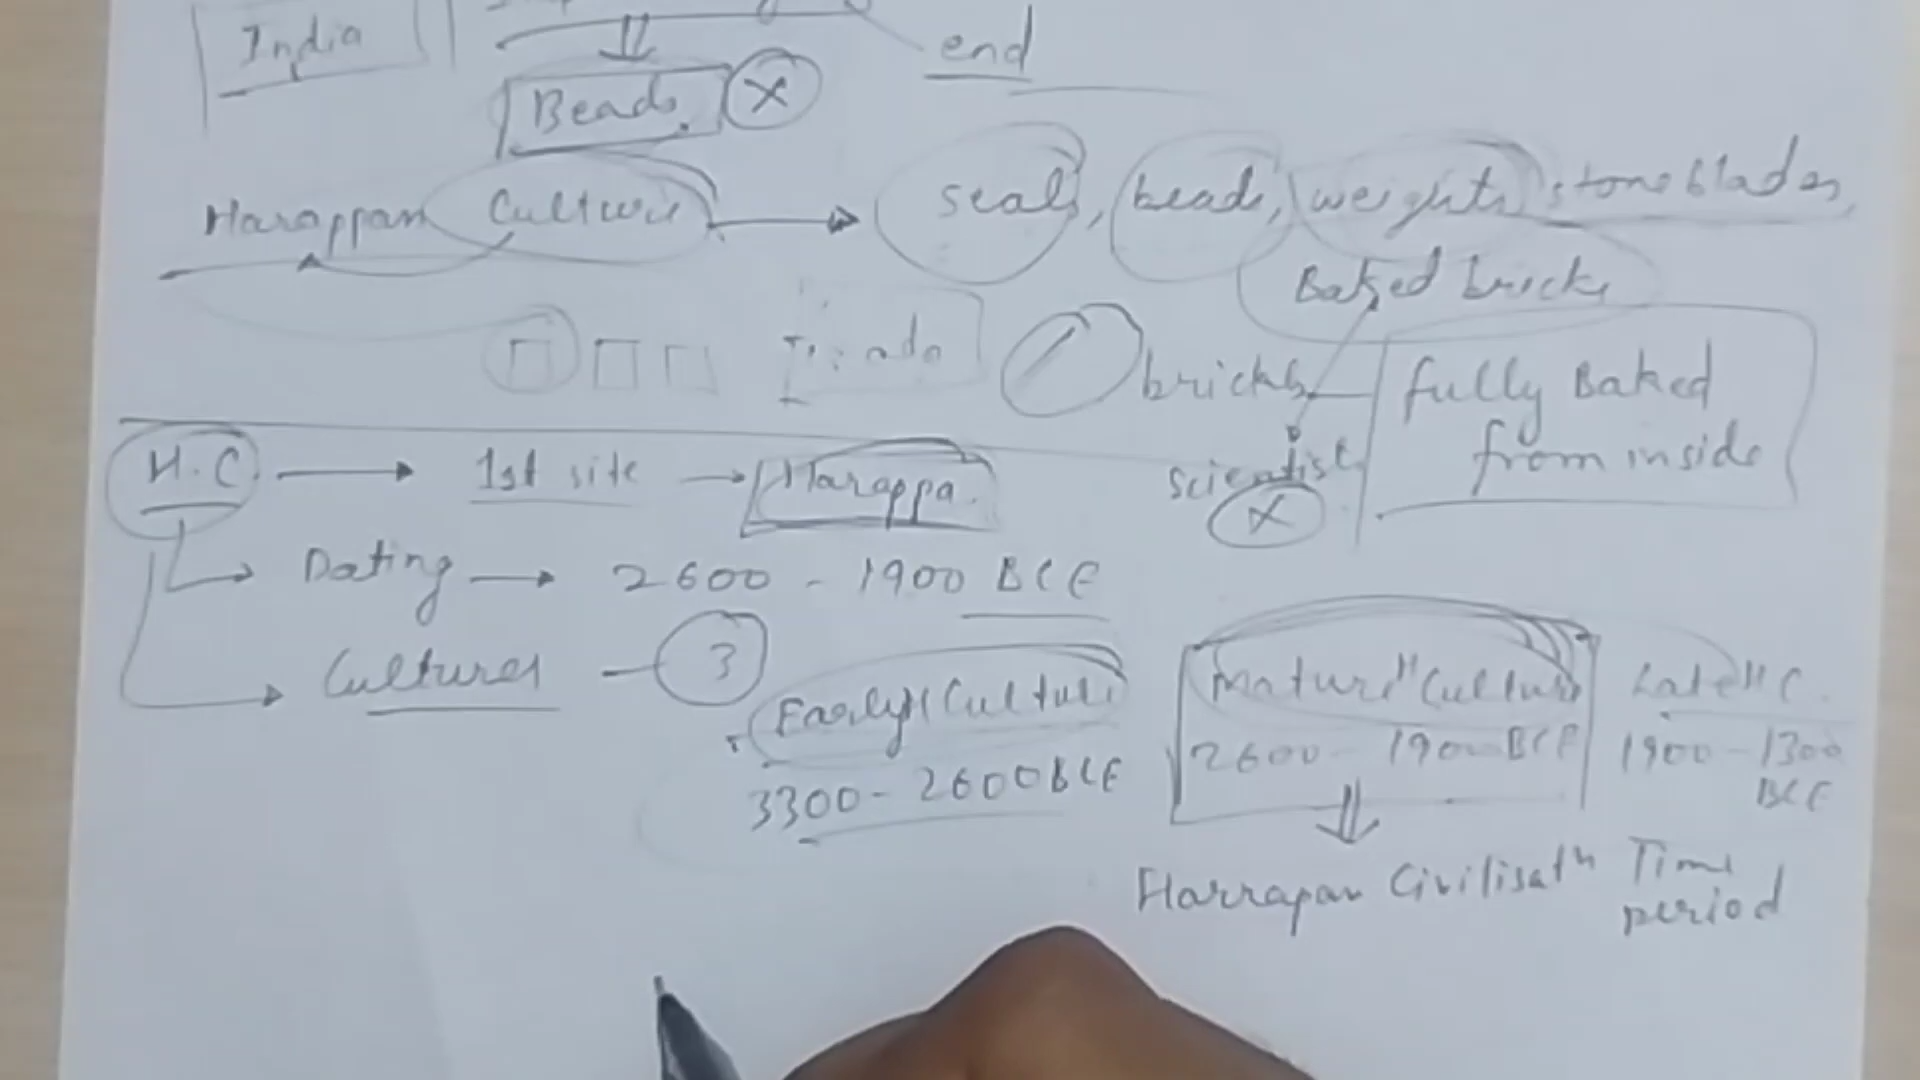 India
end
Beads
Harappan Culture → seals, beads, weights, stone blades,
Baked bricks
bricks
fully Baked
from inside
scientist
H.C. → 1st site → Harappa.
Dating → 2600 - 1900 BCE
Cultures - 3
Early H Culture
Mature H Culture
Late H C.
3300 - 2600 BCE
2600 - 1900 BCE
1900 - 1300
BCE
Harrapan Civilisatn Time
period